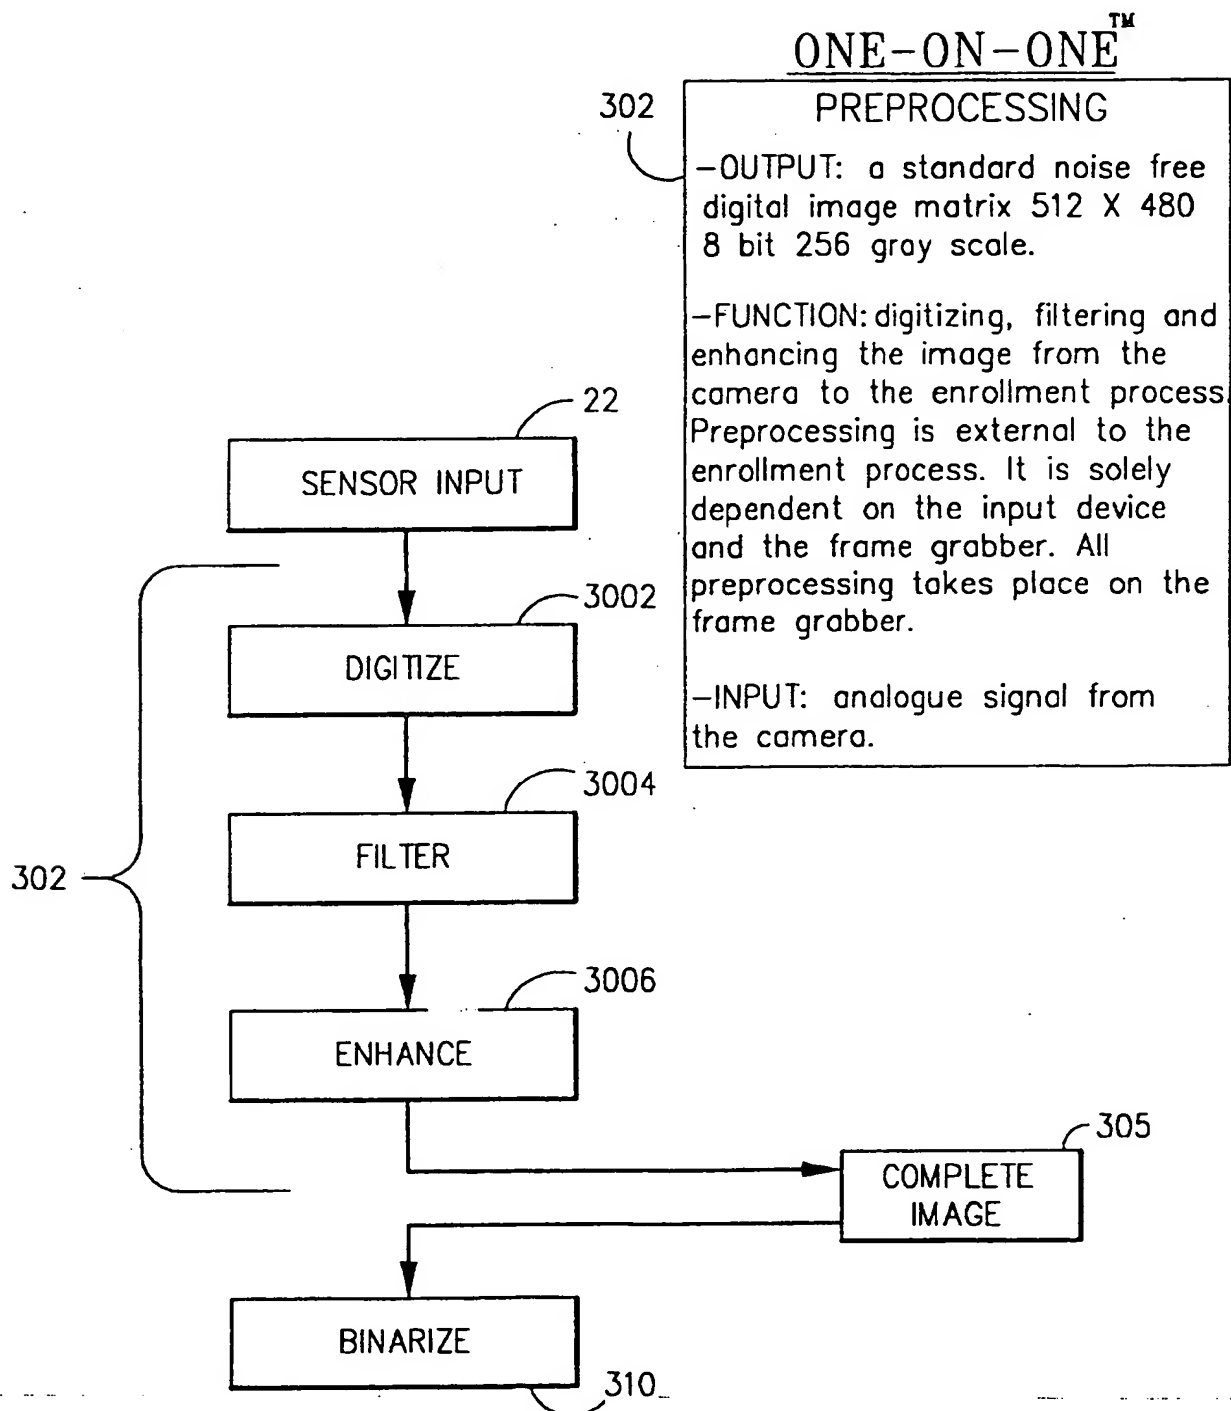 ONE-ON-ONE™
302
PREPROCESSING
-OUTPUT: a standard noise free
digital image matrix 512 X 480
8 bit 256 gray scale.
-FUNCTION: digitizing, filtering and
enhancing the image from the
camera to the enrollment process.
Preprocessing is external to the
enrollment process. It is solely
dependent on the input device
and the frame grabber. All
preprocessing takes place on the
frame grabber.
-INPUT: analogue signal from
the camera.
22
SENSOR INPUT
3002
DIGITIZE
3004
FILTER
302
3006
ENHANCE
305
COMPLETE
IMAGE
BINARIZE
310